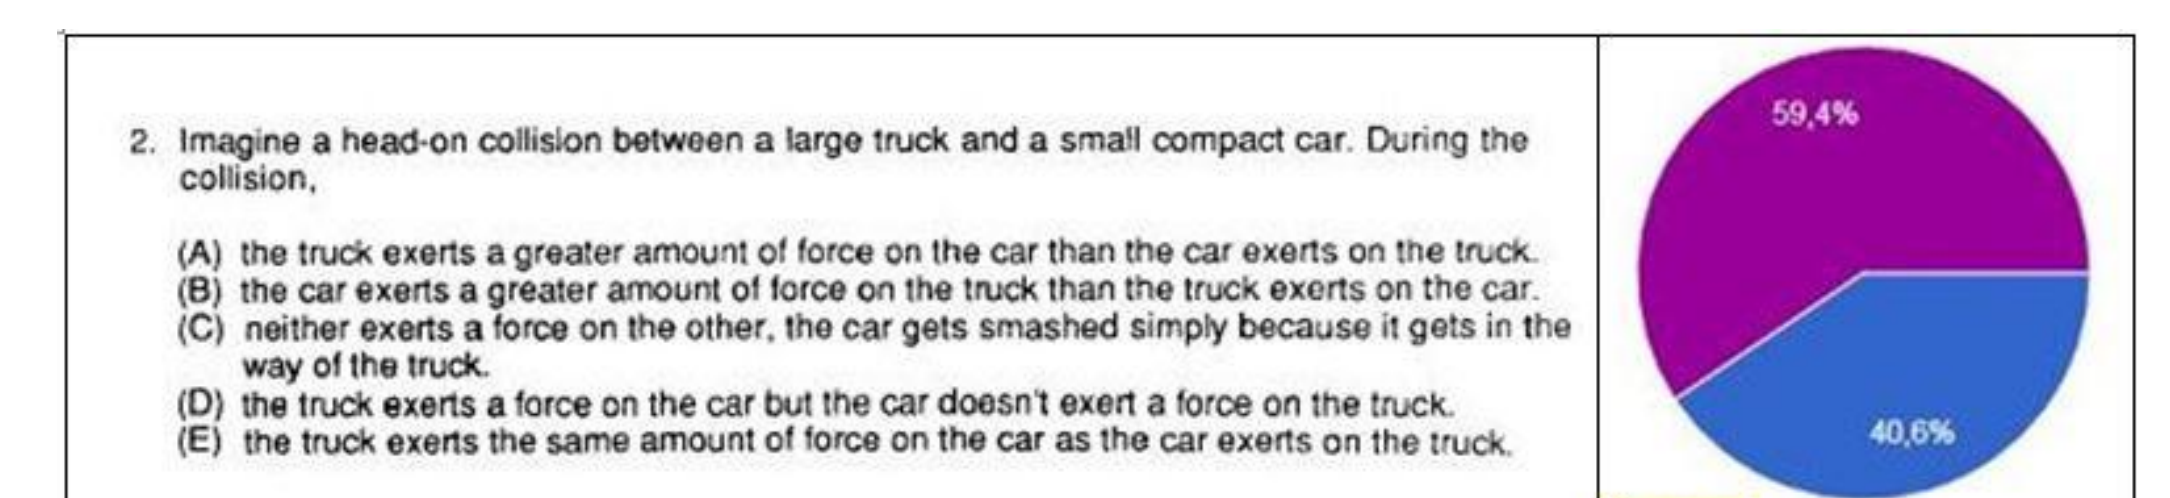 2. Imagine a head-on collision between a large truck and a small compact car. During the
collision,
(A) the truck exerts a greater amount of force on the car than the car exerts on the truck.
(B) the car exerts a greater amount of force on the truck than the truck exerts on the car.
(C) neither exerts a force on the other, the car gets smashed simply because it gets in the
way of the truck.
(D) the truck exerts a force on the car but the car doesn't exert a force on the truck.
(E) the truck exerts the same amount of force on the car as the car exerts on the truck.
59,4%
40,6%